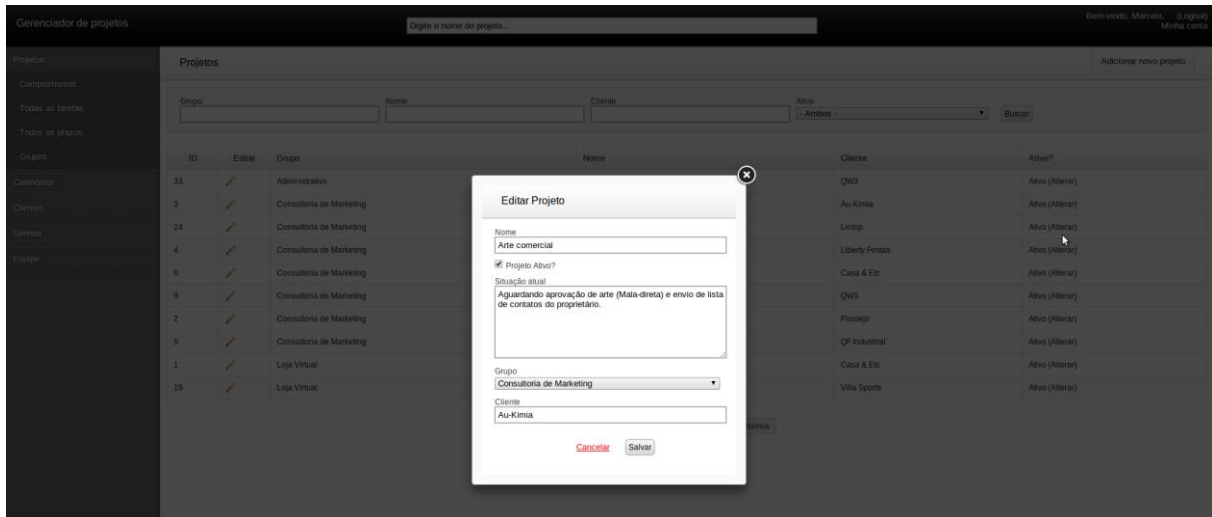 Gerenciador de projetos
Digite o nome do projeto...
Bem-vindo, Marcelo. (Logout)
Minha conta
Projetos
Compromissos
Todas as tarefas
Todos os prazos
Grupos
Calendário
Clientes
Senhas
Equipe
Projetos
Adicionar novo projeto
Grupo Nome Cliente Ativo
- Ambos - Buscar
ID Editar Grupo Nome Cliente Ativo?
33 Administrativo QW3 Ativo (Alterar)
3 Consultoria de Marketing Au-Kimia Ativo (Alterar)
24 Consultoria de Marketing Ativo (Alterar)
4 Consultoria de Marketing Liberty Festas Ativo (Alterar)
6 Consultoria de Marketing Casa & Etc Ativo (Alterar)
9 Consultoria de Marketing QW3 Ativo (Alterar)
2 Consultoria de Marketing Ativo (Alterar)
5 Consultoria de Marketing QF Industrial Ativo (Alterar)
1 Loja Virtual Casa & Etc Ativo (Alterar)
19 Loja Virtual Villa Sports Ativo (Alterar)
Editar Projeto
Nome
Arte comercial
Projeto Ativo?
Situação atual
Aguardando aprovação de arte (Mala-direta) e envio de lista
de contatos do proprietário.
Grupo
Consultoria de Marketing
Cliente
Au-Kimia
Cancelar Salvar